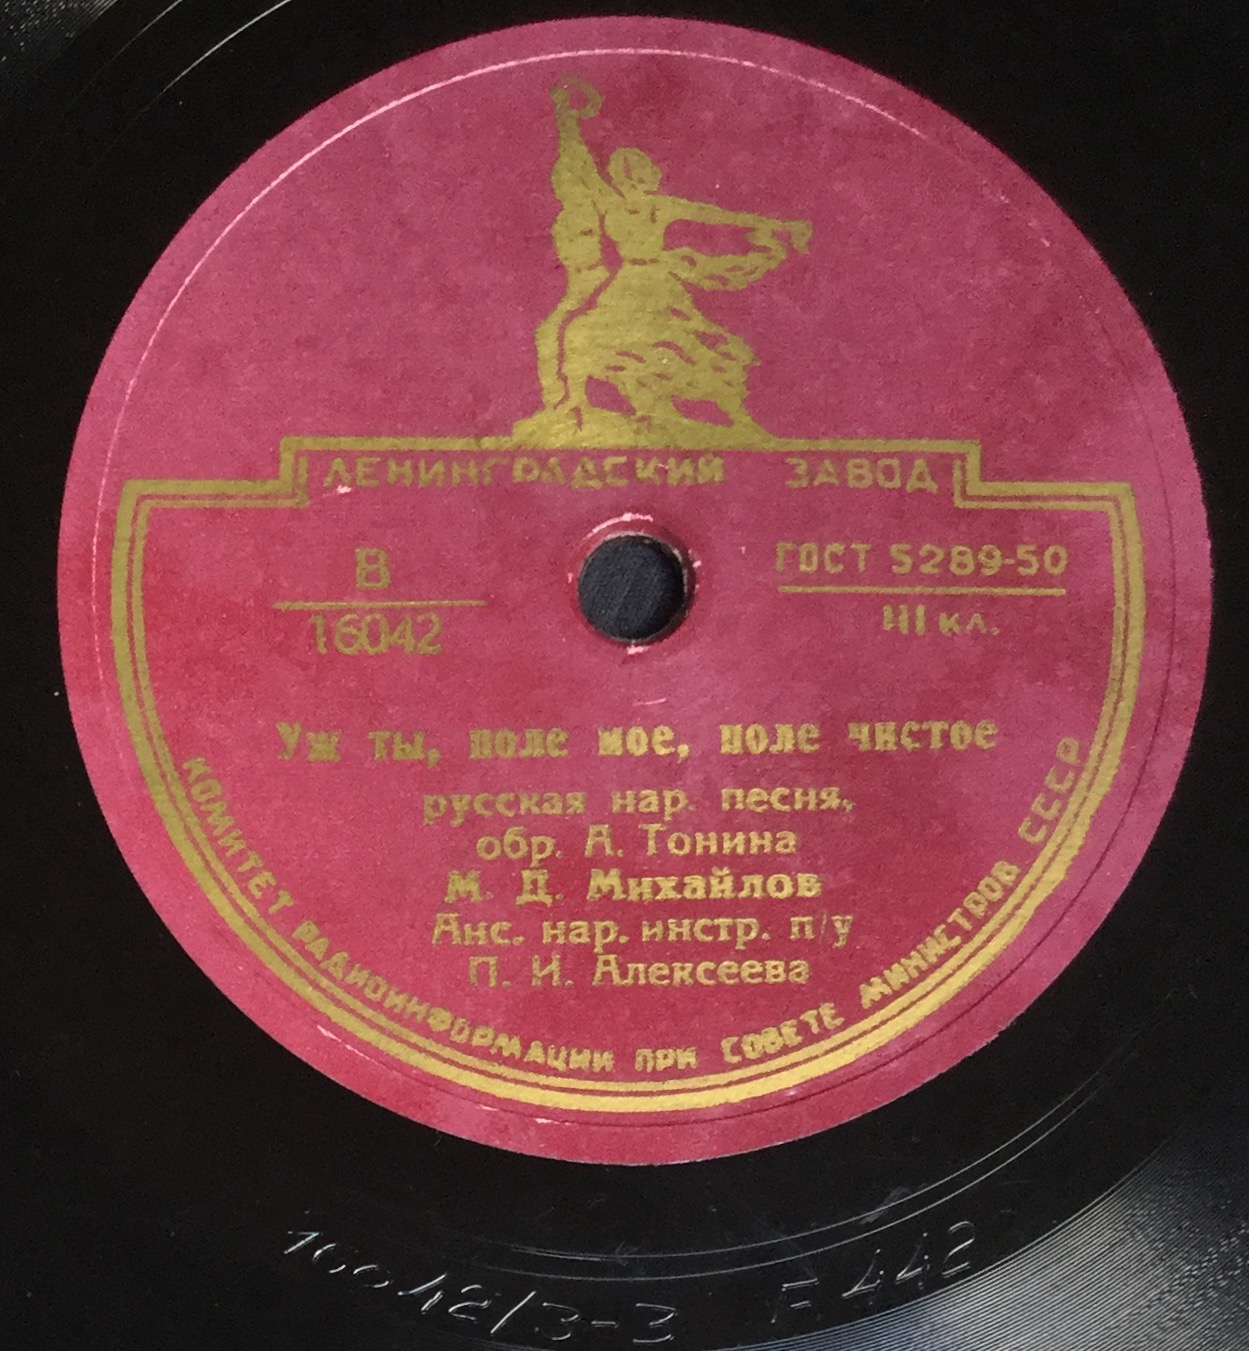 ЛЕНИНГРАДСКИЙ ЗАВОД
В
16042
ГОСТ 5289-50
III кл.
Уж ты, поле мое, поле чистое
русская нар. песня,
обр. А. Тонина
М. Д. Михайлов
Анс. нар. инстр. п/у
П. И. Алексеева
КОМИТЕТ РАДИОИНФОРМАЦИИ ПРИ СОВЕТЕ МИНИСТРОВ СССР
16042/3-3 F 442